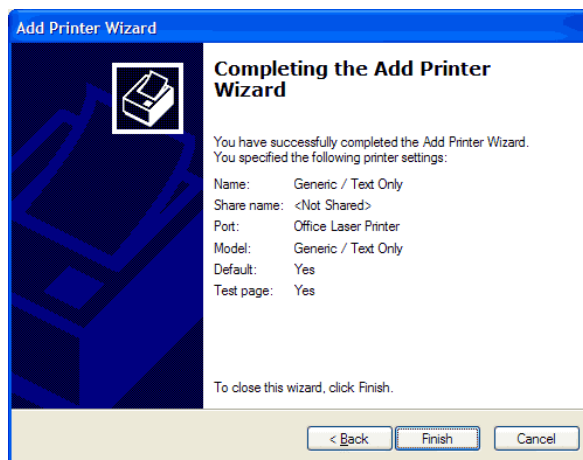 Add Printer Wizard
Completing the Add Printer
Wizard
You have successfully completed the Add Printer Wizard.
You specified the following printer settings:
Name: Generic / Text Only
Share name: <Not Shared>
Port: Office Laser Printer
Model: Generic / Text Only
Default: Yes
Test page: Yes
To close this wizard, click Finish.
< Back Finish Cancel